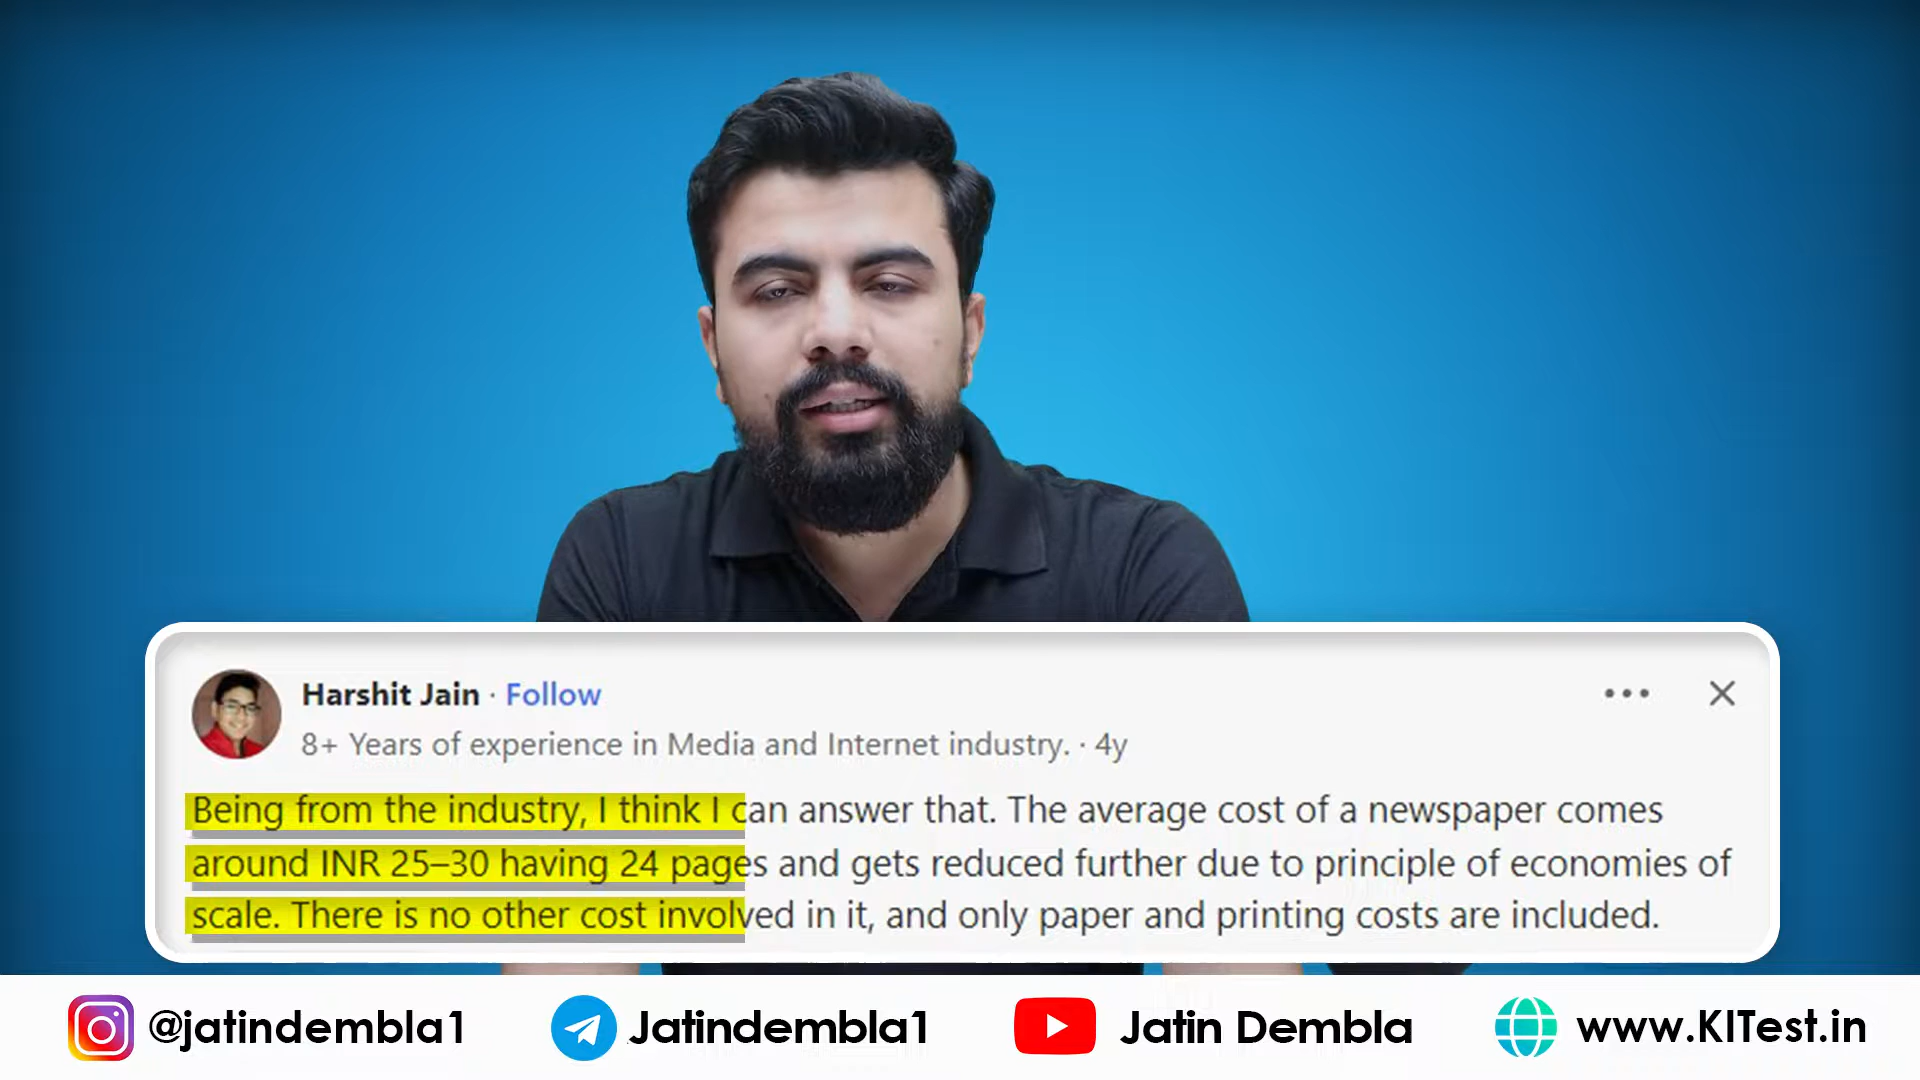 Harshit Jain · Follow
8+ Years of experience in Media and Internet industry. · 4y
Being from the industry, I think I can answer that. The average cost of a newspaper comes
around INR 25–30 having 24 pages and gets reduced further due to principle of economies of
scale. There is no other cost involved in it, and only paper and printing costs are included.
@jatindembla1 Jatindembla1 Jatin Dembla www.KITest.in